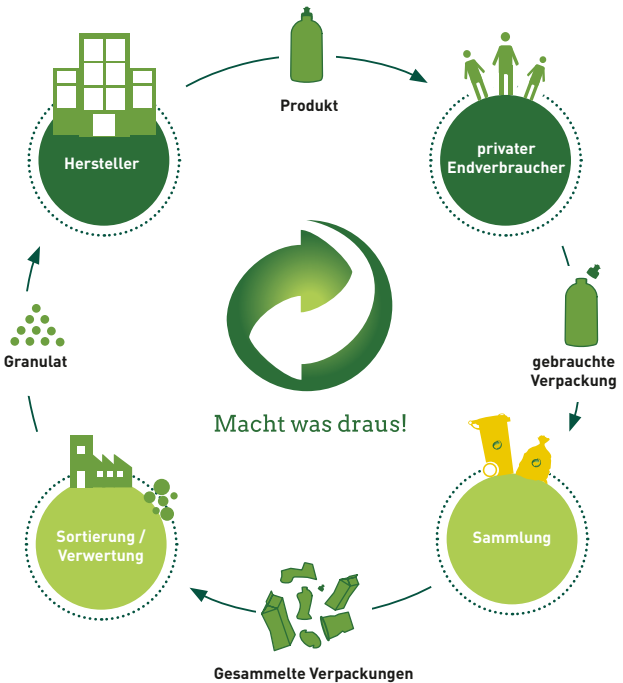 Produkt
Hersteller
privater
Endverbraucher
Granulat
gebrauchte
Verpackung
Macht was draus!
Sortierung /
Verwertung
Sammlung
Gesammelte Verpackungen